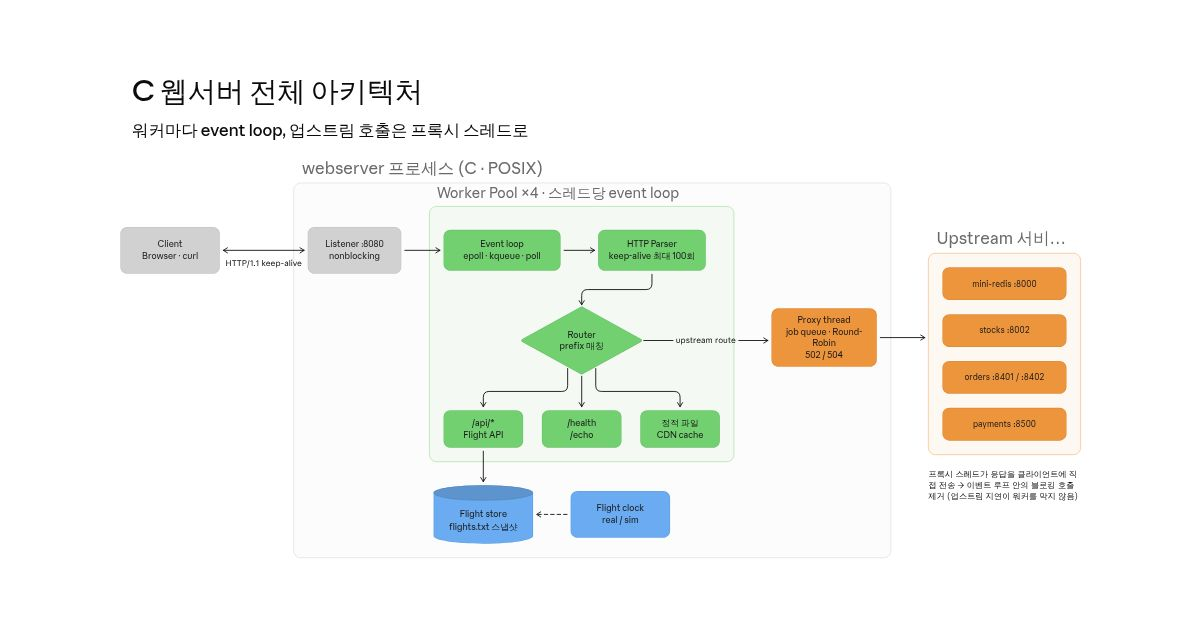 C 웹서버 전체 아키텍처
워커마다 event loop, 업스트림 호출은 프록시 스레드로
webserver 프로세스 (C · POSIX)
Worker Pool ×4 · 스레드당 event loop
Client
Browser · curl
HTTP/1.1 keep-alive
Listener :8080
nonblocking
Event loop
epoll · kqueue · poll
HTTP Parser
keep-alive 최대 100회
Router
prefix 매칭
upstream route
Proxy thread
job queue · Round-
Robin
502 / 504
/api/*
Flight API
/health
/echo
정적 파일
CDN cache
Flight store
flights.txt 스냅샷
Flight clock
real / sim
Upstream 서비…
mini-redis :8000
stocks :8002
orders :8401 / :8402
payments :8500
프록시 스레드가 응답을 클라이언트에 직
접 전송 → 이벤트 루프 안의 블로킹 호출
제거 (업스트림 지연이 워커를 막지 않음)